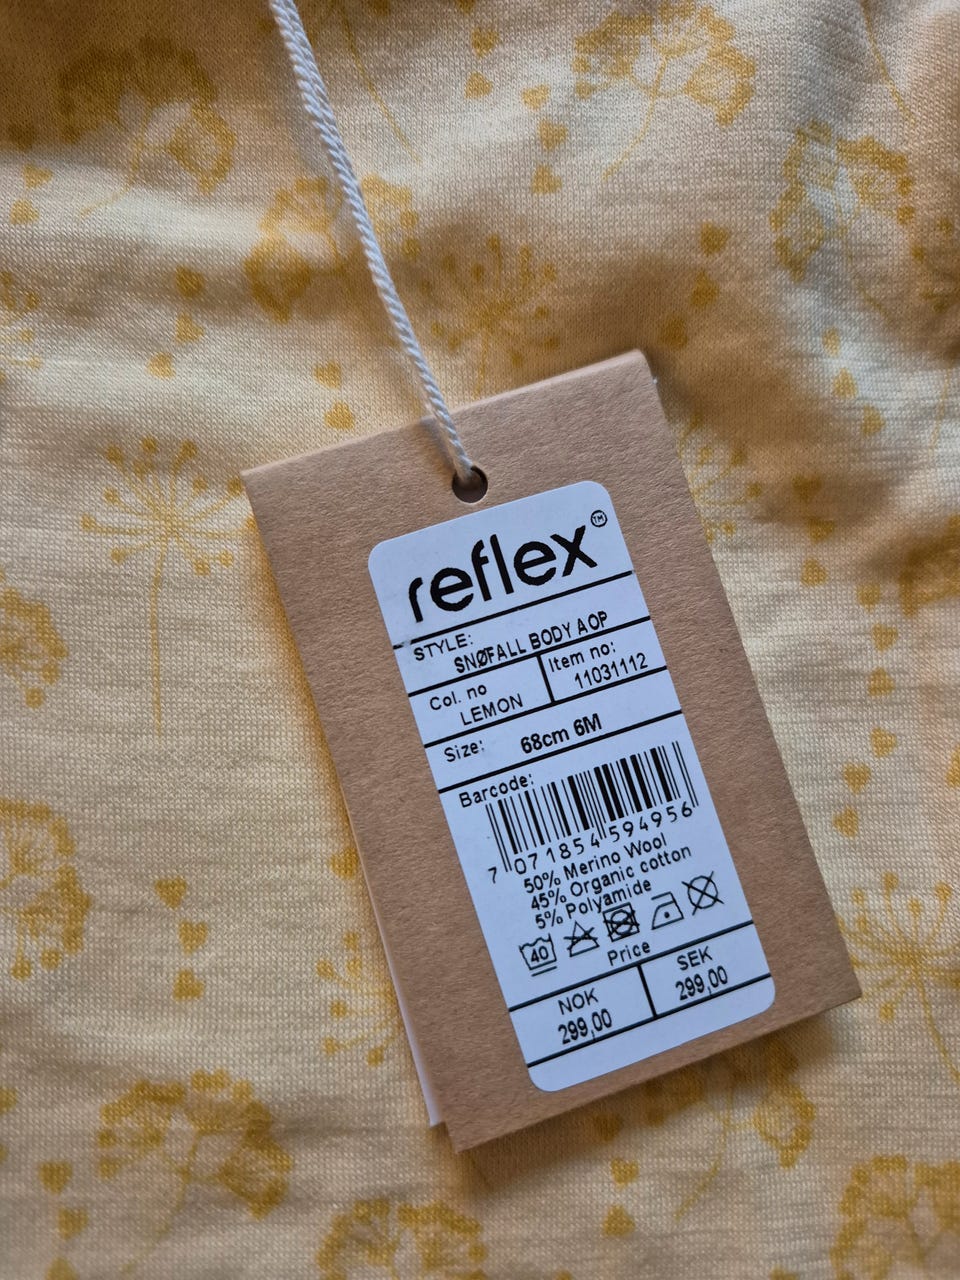 reflex™
STYLE:
SNØFALL BODY AOP
Col. no
LEMON
Item no:
11031112
Size: 68cm 6M
Barcode:
7 071854 594956
50% Merino Wool
45% Organic cotton
5% Polyamide
40
Price
NOK
299,00
SEK
299,00